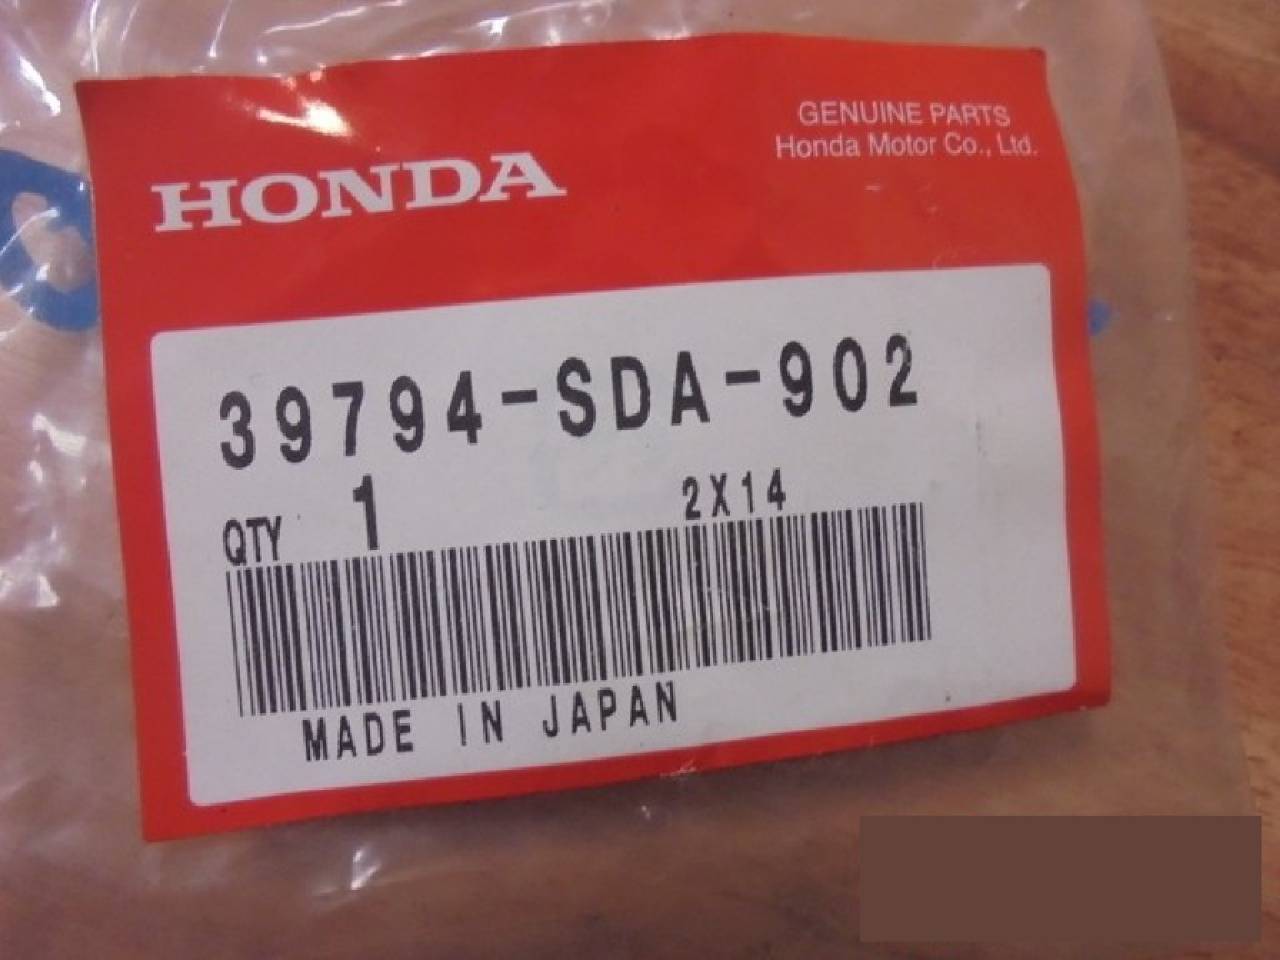 GENUINE PARTS
Honda Motor Co., Ltd.
HONDA
39794-SDA-902
QTY 1 2X14
MADE IN JAPAN